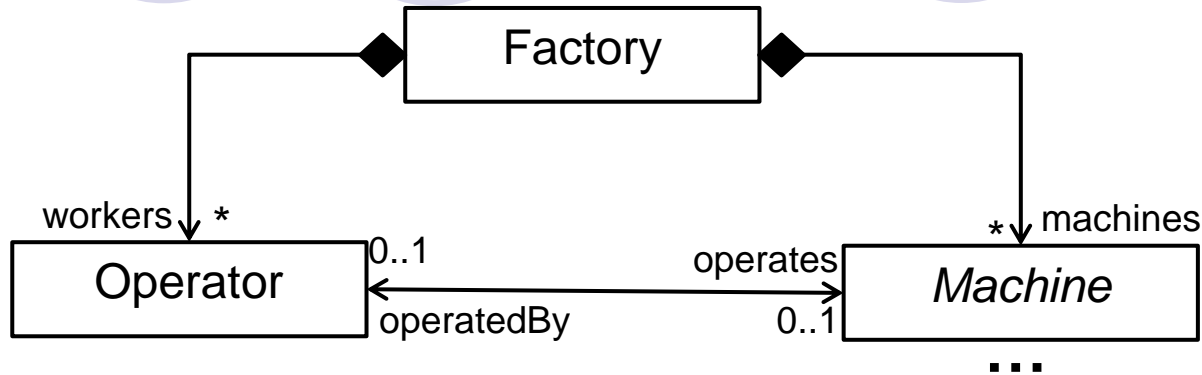 Factory
workers *
* machines
Operator
0..1
operatedBy
operates
0..1
Machine
...